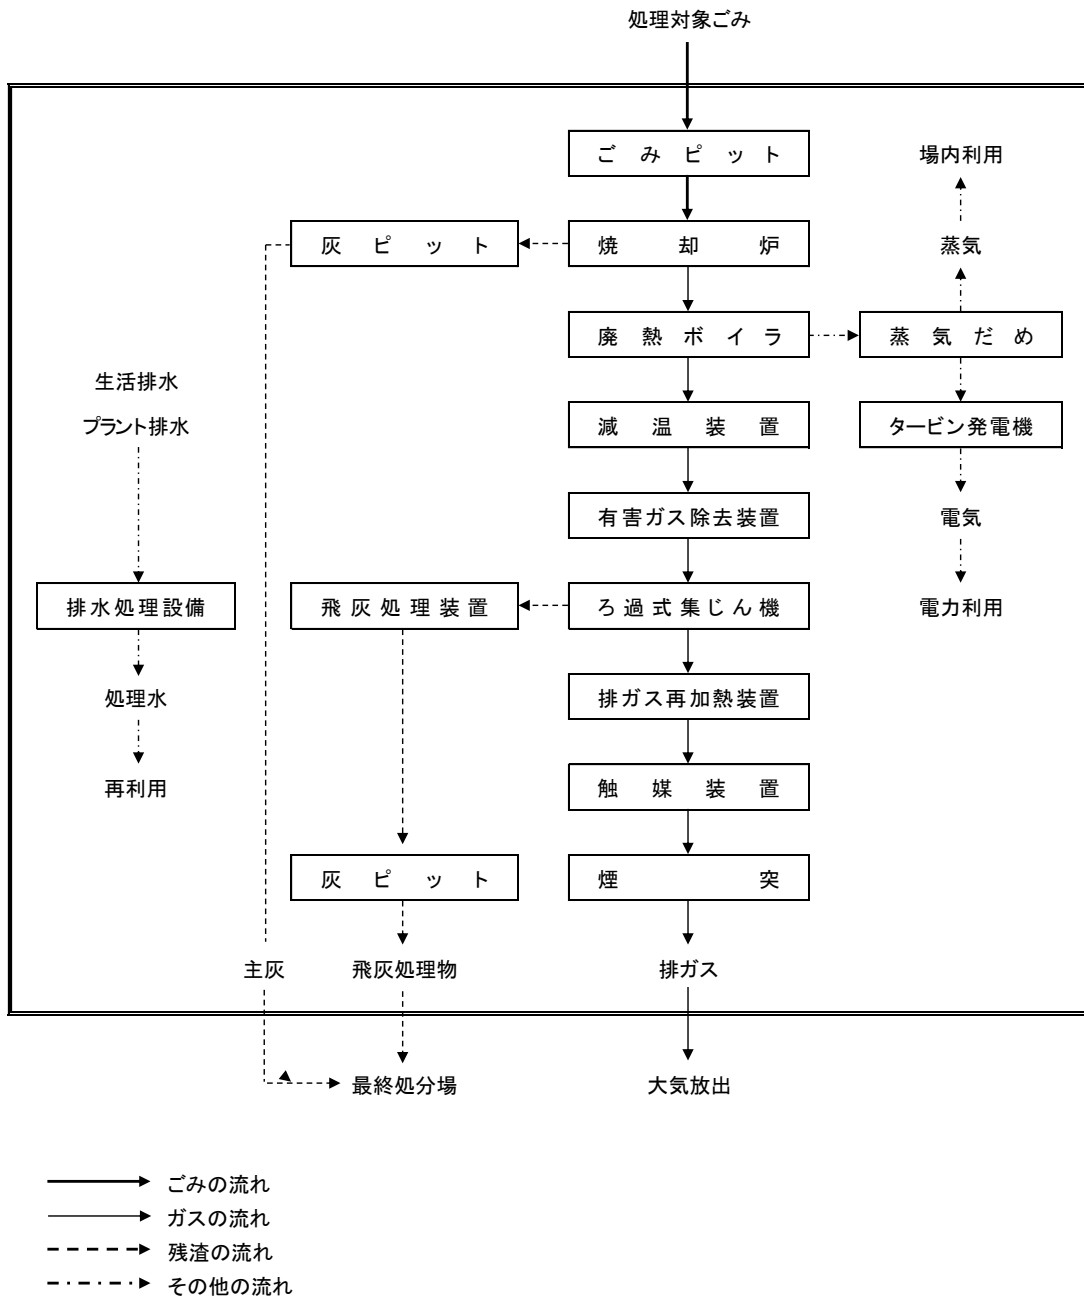 処理対象ごみ
ごみピット
場内利用
灰ピット
焼却炉
蒸気
廃熱ボイラ
蒸気だめ
生活排水
プラント排水
減温装置
タービン発電機
有害ガス除去装置
電気
排水処理設備
飛灰処理装置
ろ過式集じん機
電力利用
処理水
排ガス再加熱装置
再利用
触媒装置
灰ピット
煙突
主灰
飛灰処理物
排ガス
最終処分場
大気放出
ごみの流れ
ガスの流れ
残渣の流れ
その他の流れ